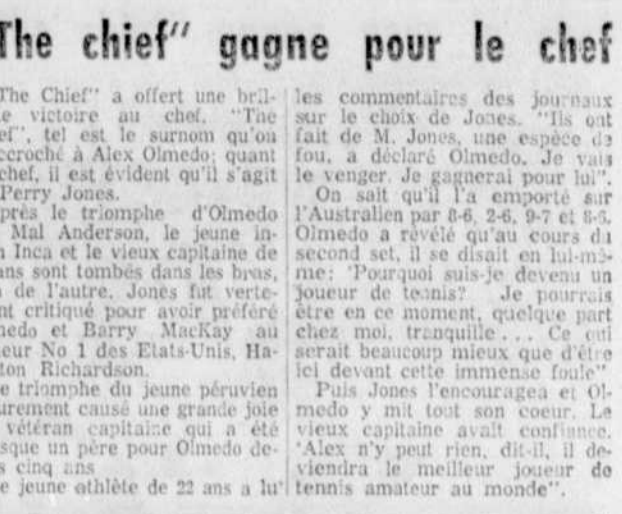 The chief" gagne pour le chef
The Chief" a offert une bril-
e victoire au chef. "The
ef", tel est le surnom qu'on
ccroché à Alex Olmedo; quant
chef, il est évident qu'il s'agit
Perry Jones.
près le triomphe d'Olmedo
Mal Anderson, le jeune in-
n Inca et le vieux capitaine de
ans sont tombés dans les bras,
de l'autre. Jones fut verte-
nt critiqué pour avoir préféré
medo et Barry MacKay au
eur No 1 des Etats-Unis, Ha-
ton Richardson.
e triomphe du jeune péruvien
urement causé une grande joie
vétéran capitaine qui a été
sque un père pour Olmedo de-
s cinq ans
e jeune athlète de 22 ans a lu'
les commentaires des journaux
sur le choix de Jones. "Ils ont
fait de M. Jones, une espèce de
fou, a déclaré Olmedo. Je vais
le venger. Je gagnerai pour lui".
On sait qu'il l'a emporté sur
l'Australien par 8-6, 2-6, 9-7 et 8-6.
Olmedo a révélé qu'au cours du
second set, il se disait en lui-mê-
me: 'Pourquoi suis-je devenu un
joueur de tennis? Je pourrais
être en ce moment, quelque part
chez moi, tranquille... Ce qui
serait beaucoup mieux que d'être
ici devant cette immense foule"
Puis Jones l'encouragea et Ol-
medo y mit tout son coeur. Le
vieux capitaine avait confiance.
'Alex n'y peut rien, dit-il, il de-
viendra le meilleur joueur de
tennis amateur au monde".